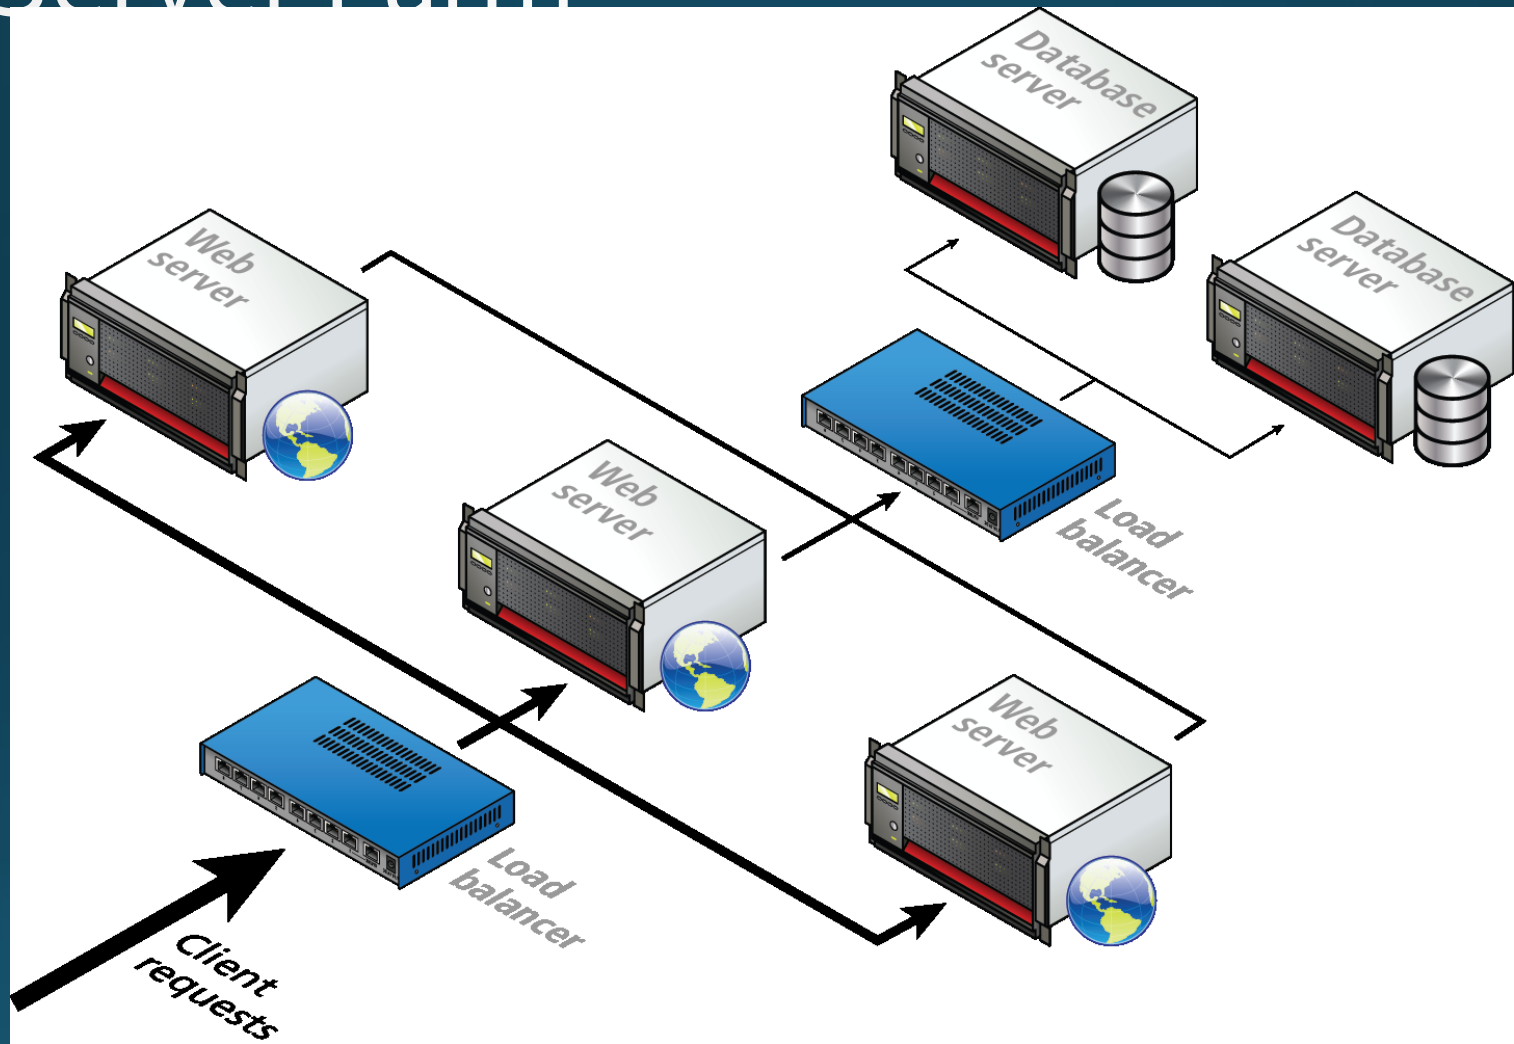 Database
server
Database
server
Web
server
Web
server
Load
balancer
Web
server
Load
balancer
Client
requests